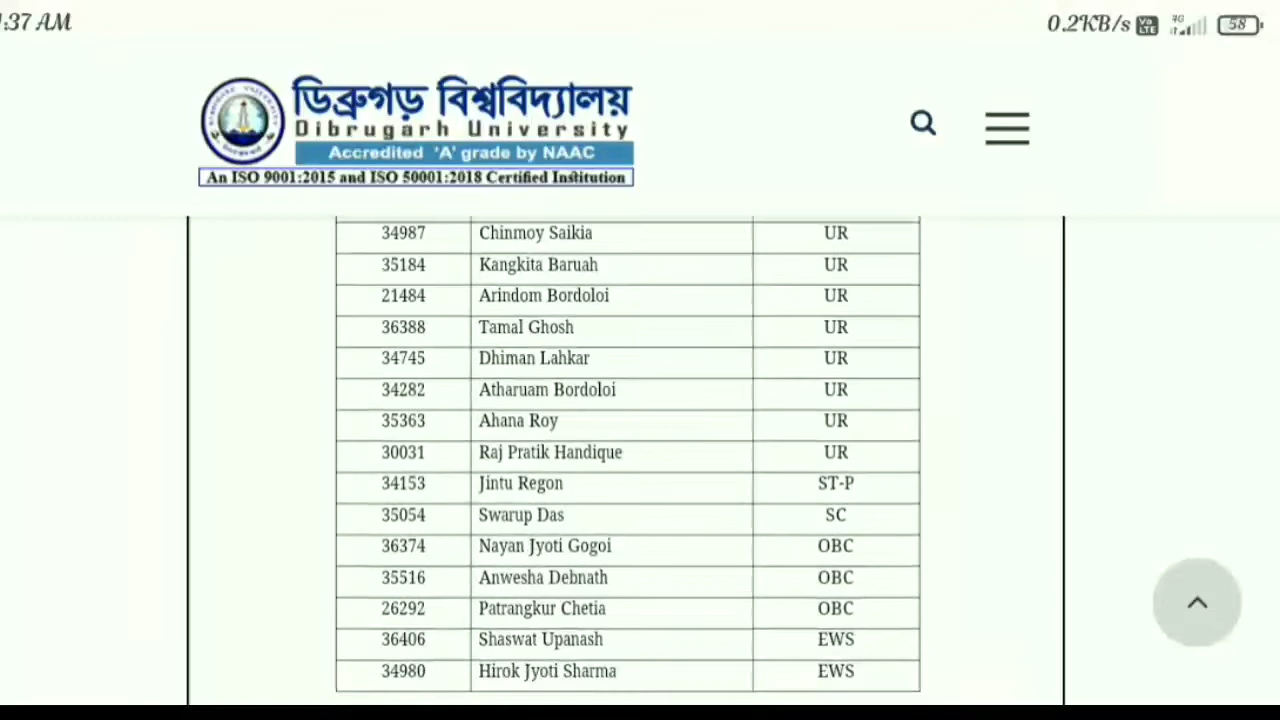 :37 AM
0.2KB/s Vo LTE 4G 58
ডিব্রুগড় বিশ্ববিদ্যালয়
Dibrugarh University
Accredited 'A' grade by NAAC
An ISO 9001:2015 and ISO 50001:2018 Certified Institution
34987 Chinmoy Saikia UR
35184 Kangkita Baruah UR
21484 Arindom Bordoloi UR
36388 Tamal Ghosh UR
34745 Dhiman Lahkar UR
34282 Atharuam Bordoloi UR
35363 Ahana Roy UR
30031 Raj Pratik Handique UR
34153 Jintu Regon ST-P
35054 Swarup Das SC
36374 Nayan Jyoti Gogoi OBC
35516 Anwesha Debnath OBC
26292 Patrangkur Chetia OBC
36406 Shaswat Upanash EWS
34980 Hirok Jyoti Sharma EWS